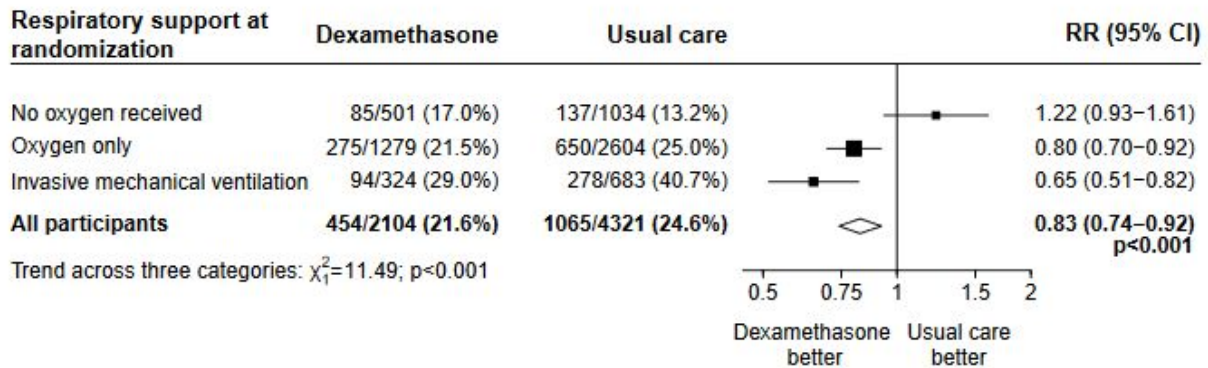 Respiratory support at randomization Dexamethasone Usual care RR (95% CI)
No oxygen received 85/501 (17.0%) 137/1034 (13.2%) 1.22 (0.93−1.61)
Oxygen only 275/1279 (21.5%) 650/2604 (25.0%) 0.80 (0.70−0.92)
Invasive mechanical ventilation 94/324 (29.0%) 278/683 (40.7%) 0.65 (0.51−0.82)
All participants 454/2104 (21.6%) 1065/4321 (24.6%) 0.83 (0.74−0.92)
p<0.001
Trend across three categories: χ²₁=11.49; p<0.001
0.5 0.75 1 1.5 2
Dexamethasone better Usual care better